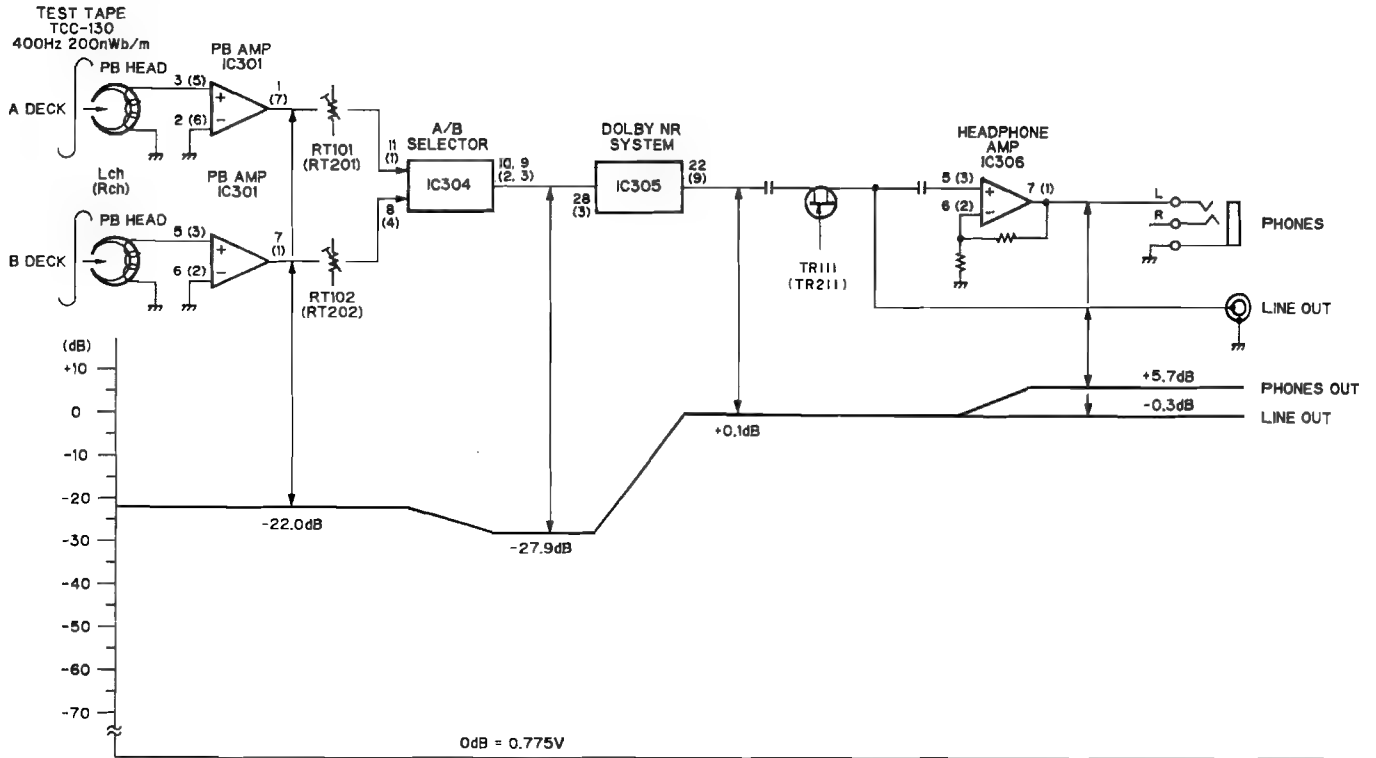 TEST TAPE
TCC-130
400Hz 200nWb/m
PB HEAD
PB AMP
IC301
A DECK
3 (5)
2 (6)
1
(7)
RT101
(RT201)
11
(1)
A/B
SELECTOR
IC304
10, 9
(2, 3)
8
(4)
DOLBY NR
SYSTEM
IC305
28
(3)
22
(9)
HEADPHONE
AMP
IC306
5 (3)
6 (2)
7 (1)
L
R
PHONES
TR111
(TR211)
LINE OUT
Lch
(Rch)
PB HEAD
PB AMP
IC301
B DECK
5 (3)
6 (2)
7
(1)
RT102
(RT202)
(dB)
+10
0
-10
-20
-30
-40
-50
-60
-70
-22.0dB
-27.9dB
+0.1dB
+5.7dB
PHONES OUT
-0.3dB
LINE OUT
0dB = 0.775V